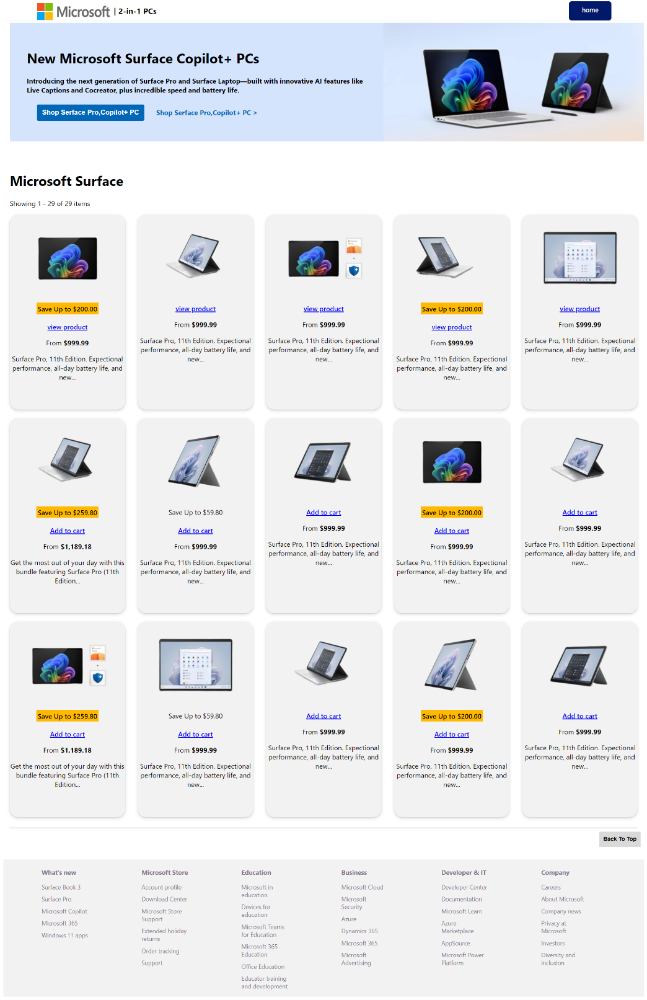 Microsoft | 2-in-1 PCs
home
New Microsoft Surface Copilot+ PCs
Introducing the next generation of Surface Pro and Surface Laptop—built with innovative AI features like
Live Captions and Cocreator, plus incredible speed and battery life.
Shop Serface Pro,Copilot+ PC
Shop Serface Pro,Copilot+ PC >
Microsoft Surface
Showing 1 - 29 of 29 items
Save Up to $200.00
view product
From $999.99
Surface Pro, 11th Edition. Expectional
performance, all-day battery life, and
new...
view product
From $999.99
Surface Pro, 11th Edition. Expectional
performance, all-day battery life, and
new...
view product
From $999.99
Surface Pro, 11th Edition. Expectional
performance, all-day battery life, and
new...
Save Up to $200.00
view product
From $999.99
Surface Pro, 11th Edition. Expectional
performance, all-day battery life, and
new...
view product
From $999.99
Surface Pro, 11th Edition. Expectional
performance, all-day battery life, and
new...
Save Up to $259.80
Add to cart
From $1,189.18
Get the most out of your day with this
bundle featuring Surface Pro (11th
Edition...
Save Up to $59.80
Add to cart
From $999.99
Surface Pro, 11th Edition. Expectional
performance, all-day battery life, and
new...
Add to cart
From $999.99
Surface Pro, 11th Edition. Expectional
performance, all-day battery life, and
new...
Save Up to $200.00
Add to cart
From $999.99
Surface Pro, 11th Edition. Expectional
performance, all-day battery life, and
new...
Add to cart
From $999.99
Surface Pro, 11th Edition. Expectional
performance, all-day battery life, and
new...
Save Up to $259.80
Add to cart
From $1,189.18
Get the most out of your day with this
bundle featuring Surface Pro (11th
Edition...
Save Up to $59.80
Add to cart
From $999.99
Surface Pro, 11th Edition. Expectional
performance, all-day battery life, and
new...
Add to cart
From $999.99
Surface Pro, 11th Edition. Expectional
performance, all-day battery life, and
new...
Save Up to $200.00
Add to cart
From $999.99
Surface Pro, 11th Edition. Expectional
performance, all-day battery life, and
new...
Add to cart
From $999.99
Surface Pro, 11th Edition. Expectional
performance, all-day battery life, and
new...
Back To Top
What's new
Surface Book 3
Surface Pro
Microsoft Copilot
Microsoft 365
Windows 11 apps
Microsoft Store
Account profile
Download Center
Microsoft Store
Support
Extended holiday
returns
Order tracking
Support
Education
Microsoft in
education
Devices for
education
Microsoft Teams
for Education
Microsoft 365
Education
Office Education
Educator training
and development
Business
Microsoft Cloud
Microsoft
Security
Azure
Dynamics 365
Microsoft 365
Microsoft
Advertising
Developer & IT
Developer Center
Documentation
Microsoft Learn
Azure
Marketplace
AppSource
Microsoft Power
Platform
Company
Careers
About Microsoft
Company news
Privacy at
Microsoft
Investors
Diversity and
inclusion